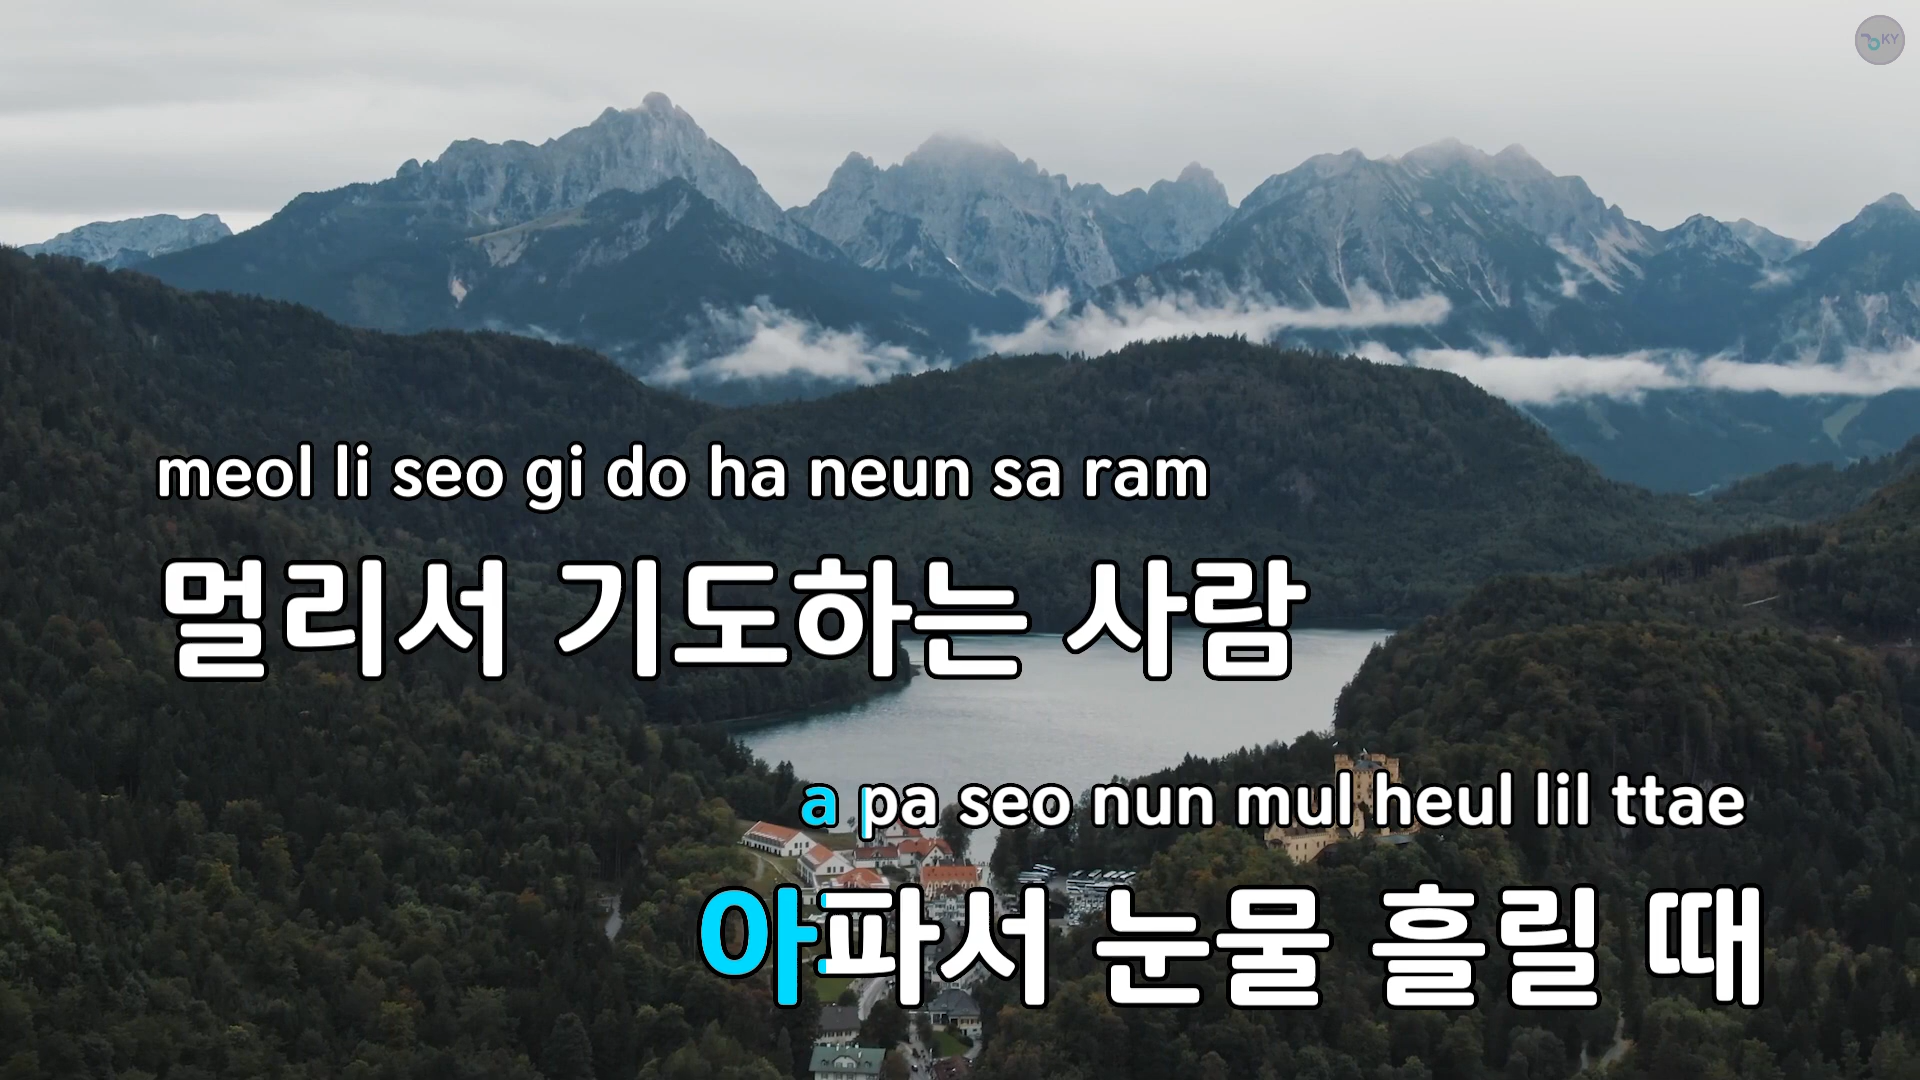 KY
meol li seo gi do ha neun sa ram
멀리서 기도하는 사람
a pa seo nun mul heul lil ttae
아파서 눈물 흘릴 때